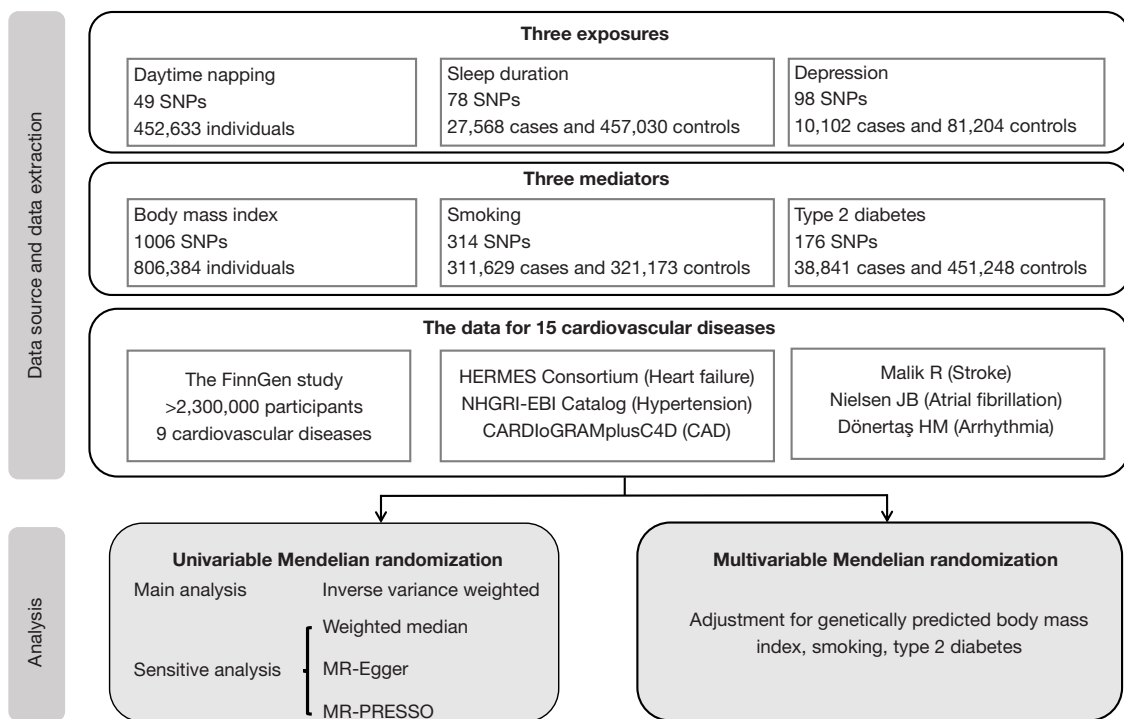 Data source and data extraction
Three exposures
Daytime napping
49 SNPs
452,633 individuals
Sleep duration
78 SNPs
27,568 cases and 457,030 controls
Depression
98 SNPs
10,102 cases and 81,204 controls
Three mediators
Body mass index
1006 SNPs
806,384 individuals
Smoking
314 SNPs
311,629 cases and 321,173 controls
Type 2 diabetes
176 SNPs
38,841 cases and 451,248 controls
The data for 15 cardiovascular diseases
The FinnGen study
>2,300,000 participants
9 cardiovascular diseases
HERMES Consortium (Heart failure)
NHGRI-EBI Catalog (Hypertension)
CARDIoGRAMplusC4D (CAD)
Malik R (Stroke)
Nielsen JB (Atrial fibrillation)
Dönertaş HM (Arrhythmia)
Analysis
Univariable Mendelian randomization
Main analysis
Inverse variance weighted
Sensitive analysis
Weighted median
MR-Egger
MR-PRESSO
Multivariable Mendelian randomization
Adjustment for genetically predicted body mass
index, smoking, type 2 diabetes